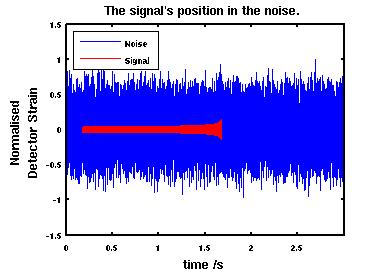 The signal's position in the noise.
1.5
Noise
Signal
1
0.5
0
-0.5
-1
-1.5
0 0.5 1 1.5 2 2.5
time /s
Normalised
Detector Strain